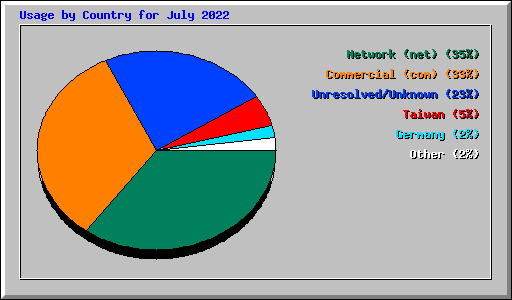 Usage by Country for July 2022
Network (net) (35%)
Commercial (com) (33%)
Unresolved/Unknown (23%)
Taiwan (5%)
Germany (2%)
Other (2%)